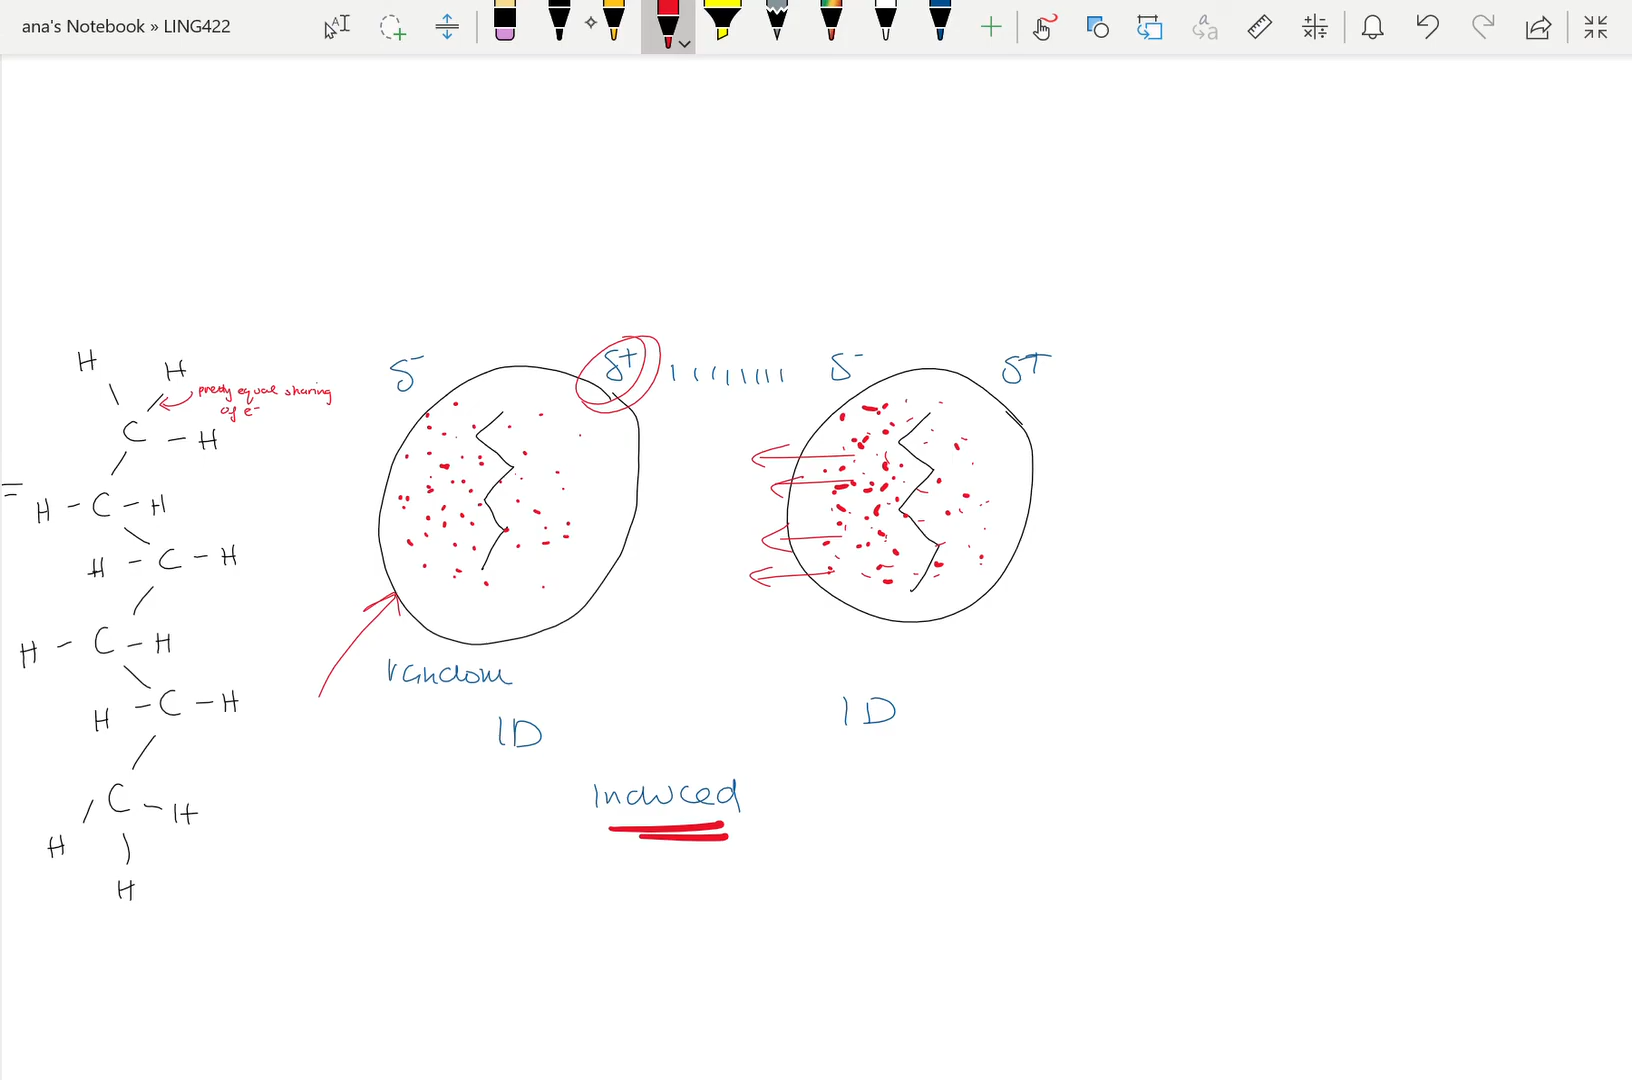 ana's Notebook » LING422
H
H
pretty equal sharing
of e-
C - H
H - C - H
H - C - H
H - C - H
H - C - H
C - H
H
H
δ-
δ+
δ-
δ+
random
ID
ID
Induced